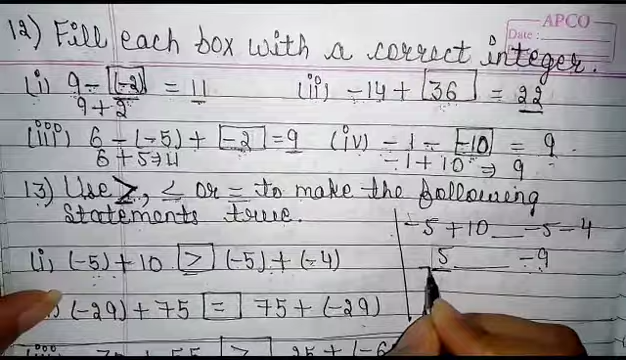 APCO
Date:
12) Fill each box with a correct integer.
(i) 9 - (-2) = 11 (ii) -14 + 36 = 22
9 + 2
(iii) 6 - (-5) + -2 = 9 (iv) -1 - -10 = 9
6 + 5 → 11 -1 + 10 ⇒ 9
13) Use >, < or = to make the following
Statements true. -5 + 10 __ -5 - 4
(i) (-5) + 10 > (-5) + (-4) 5 ____ -9
(-29) + 75 = 75 + (-29)